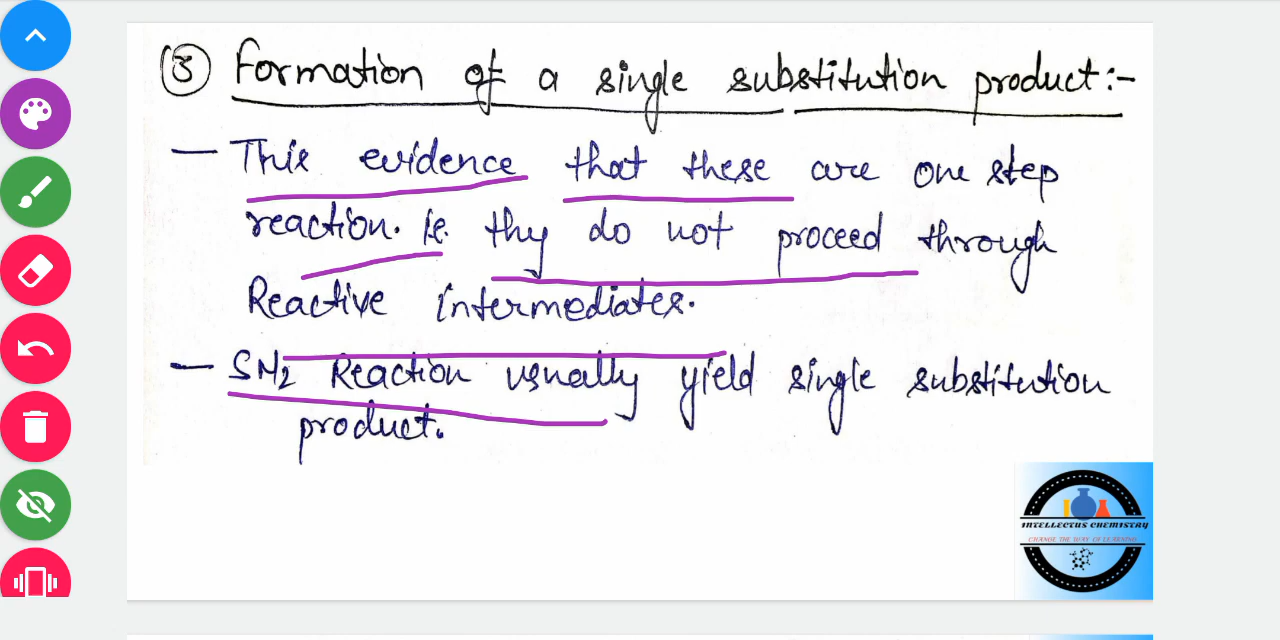 ③ Formation of a single substitution product:-
— This evidence that these are one step
reaction. i.e. thy do not proceed through
Reactive intermediates.
— SN2 Reaction usually yield single substitution
product.
INTELLECTUS CHEMISTRY
CHANGE THE WAY OF LEARNING